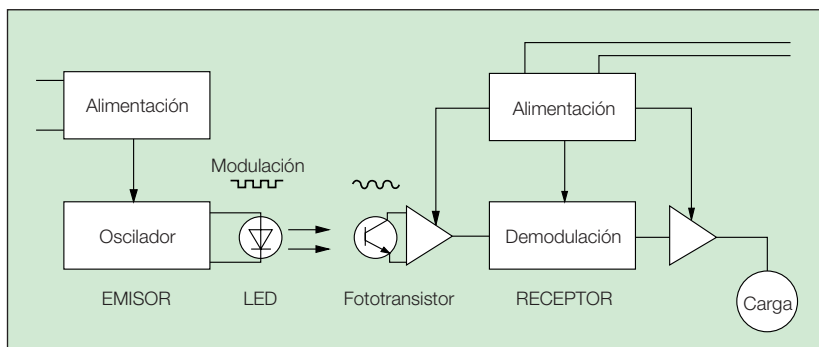 Alimentación
Alimentación
Modulación
Oscilador
Demodulación
EMISOR
LED
Fototransistor
RECEPTOR
Carga